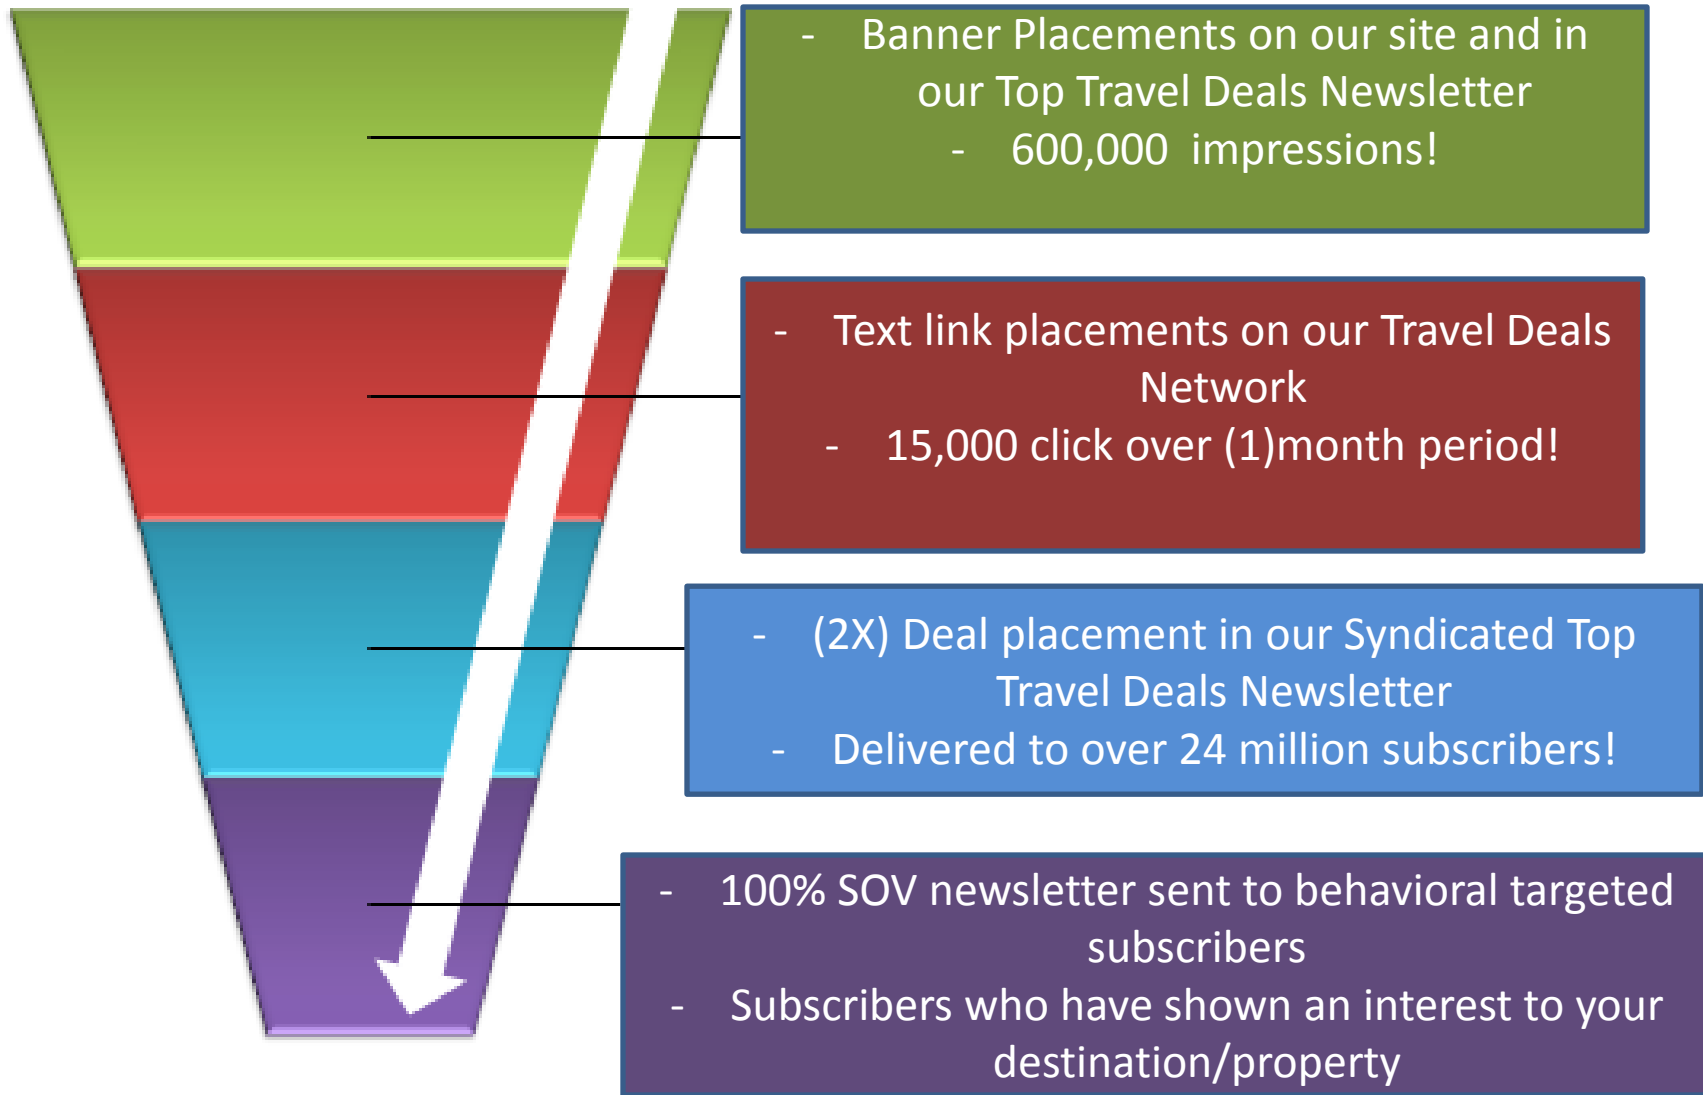 - Banner Placements on our site and in
our Top Travel Deals Newsletter
- 600,000 impressions!
- Text link placements on our Travel Deals
Network
- 15,000 click over (1)month period!
- (2X) Deal placement in our Syndicated Top
Travel Deals Newsletter
- Delivered to over 24 million subscribers!
- 100% SOV newsletter sent to behavioral targeted
subscribers
- Subscribers who have shown an interest to your
destination/property